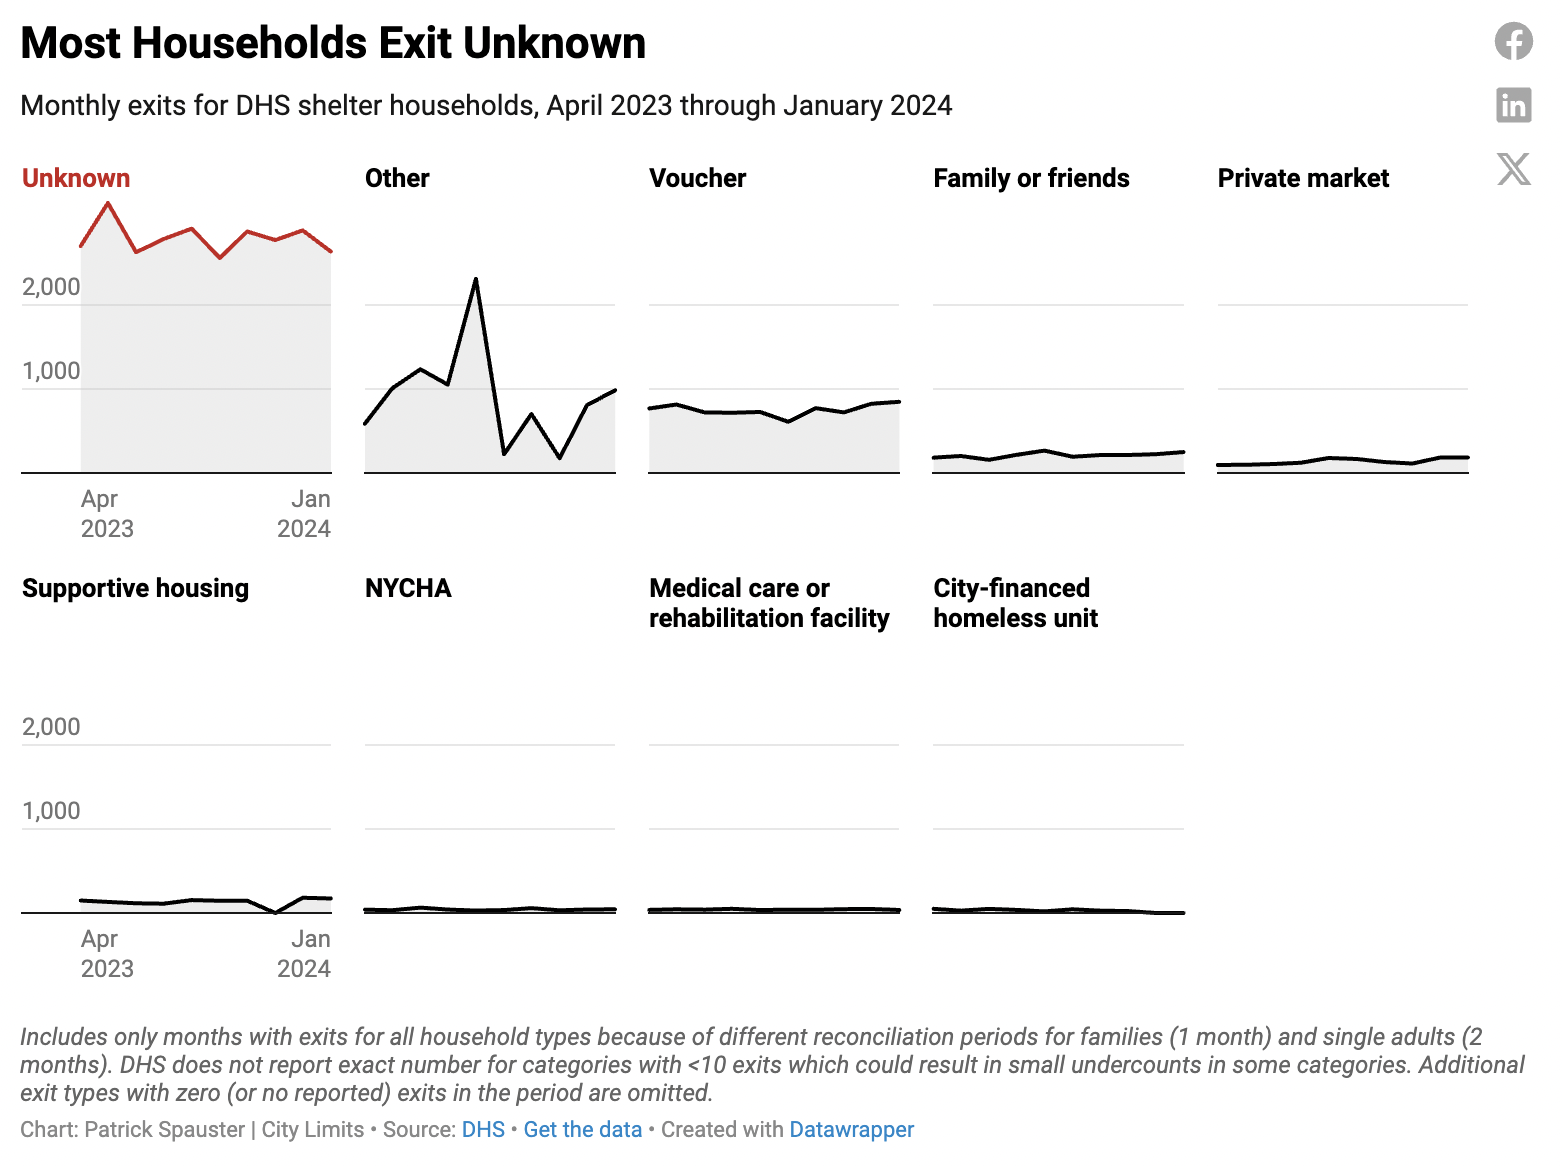 Most Households Exit Unknown
Monthly exits for DHS shelter households, April 2023 through January 2024
Unknown
Other
Voucher
Family or friends
Private market
2,000
1,000
Apr
2023
Jan
2024
Supportive housing
NYCHA
Medical care or
rehabilitation facility
City-financed
homeless unit
2,000
1,000
Apr
2023
Jan
2024
Includes only months with exits for all household types because of different reconciliation periods for families (1 month) and single adults (2
months). DHS does not report exact number for categories with <10 exits which could result in small undercounts in some categories. Additional
exit types with zero (or no reported) exits in the period are omitted.
Chart: Patrick Spauster | City Limits • Source: DHS • Get the data • Created with Datawrapper